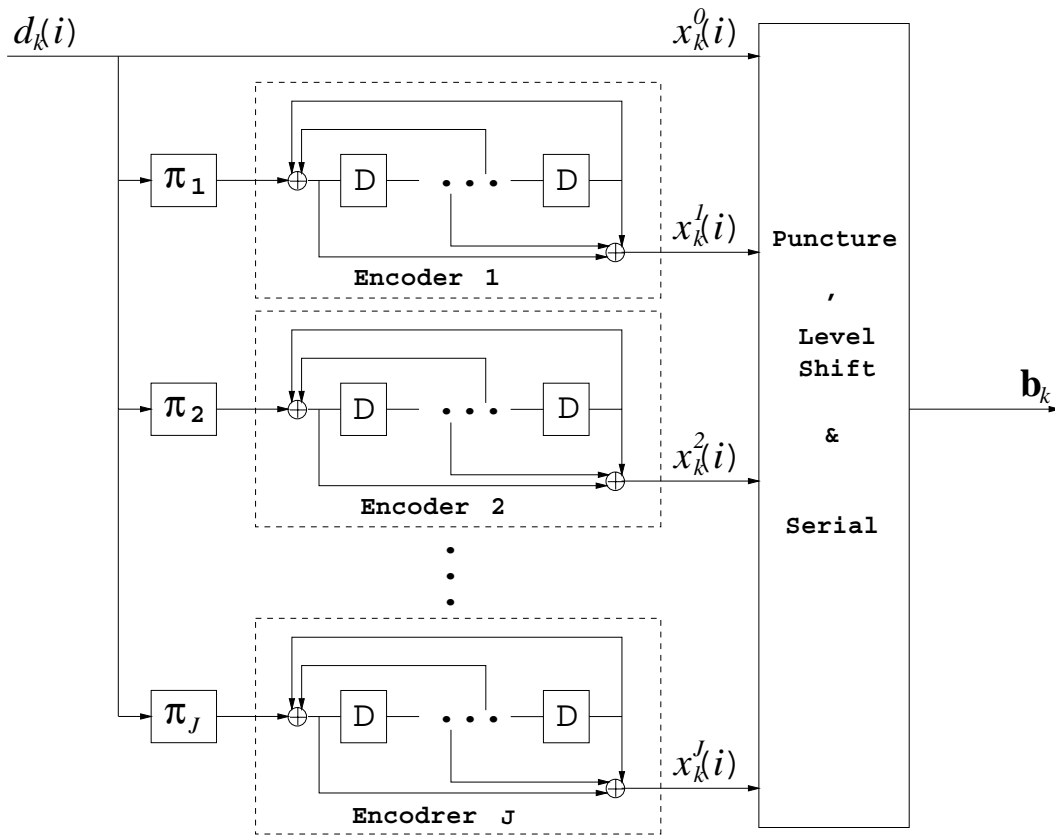 d_k(i)
x_k^0(i)
π_1
D
• • •
D
x_k^1(i)
Encoder 1
π_2
D
• • •
D
x_k^2(i)
Encoder 2
π_J
D
• • •
D
x_k^J(i)
Encodrer J
Puncture
,
Level
Shift
&
Serial
b_k